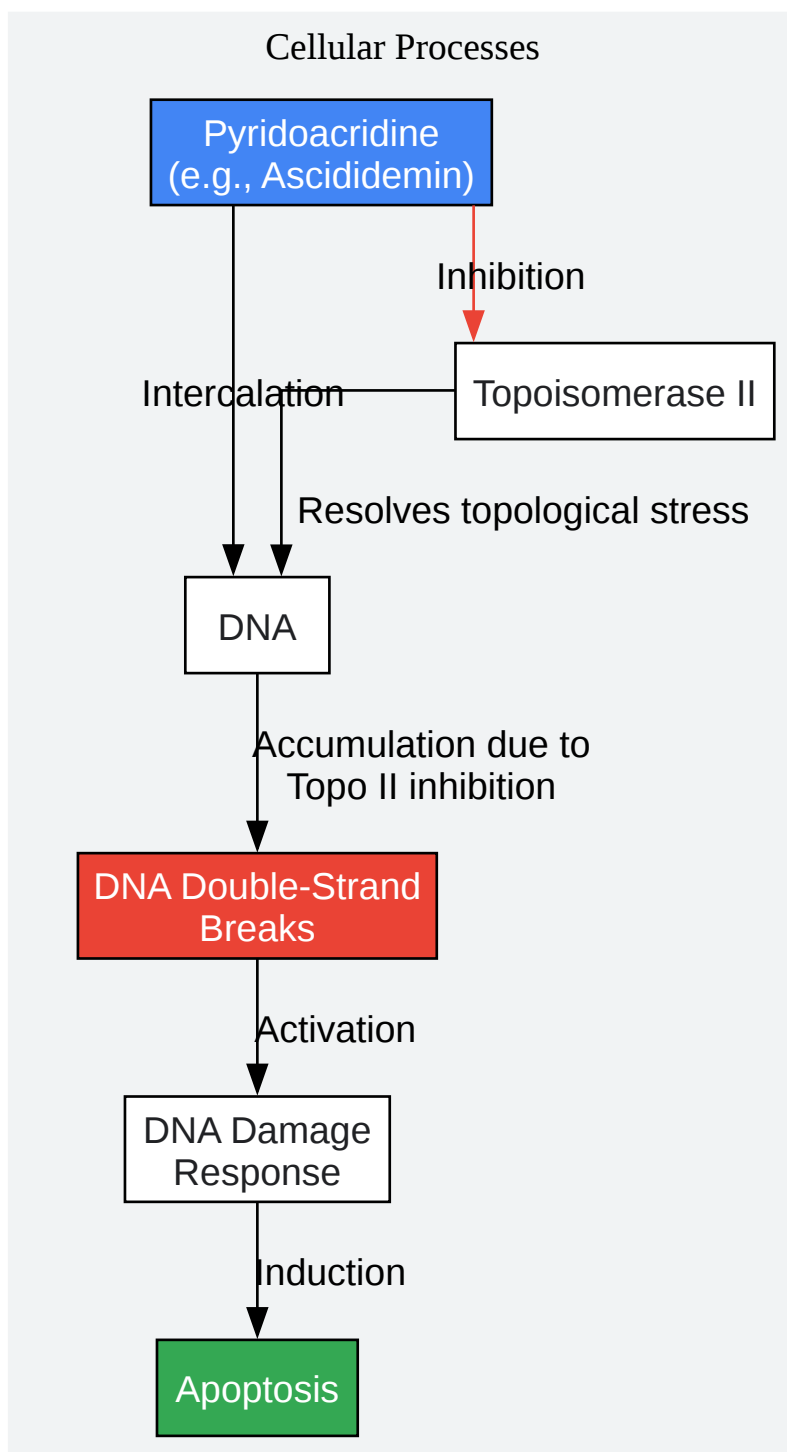 Cellular Processes
Pyridoacridine
(e.g., Ascididemin)
Inhibition
Intercalation
Topoisomerase II
Resolves topological stress
DNA
Accumulation due to
Topo II inhibition
DNA Double-Strand
Breaks
Activation
DNA Damage
Response
Induction
Apoptosis